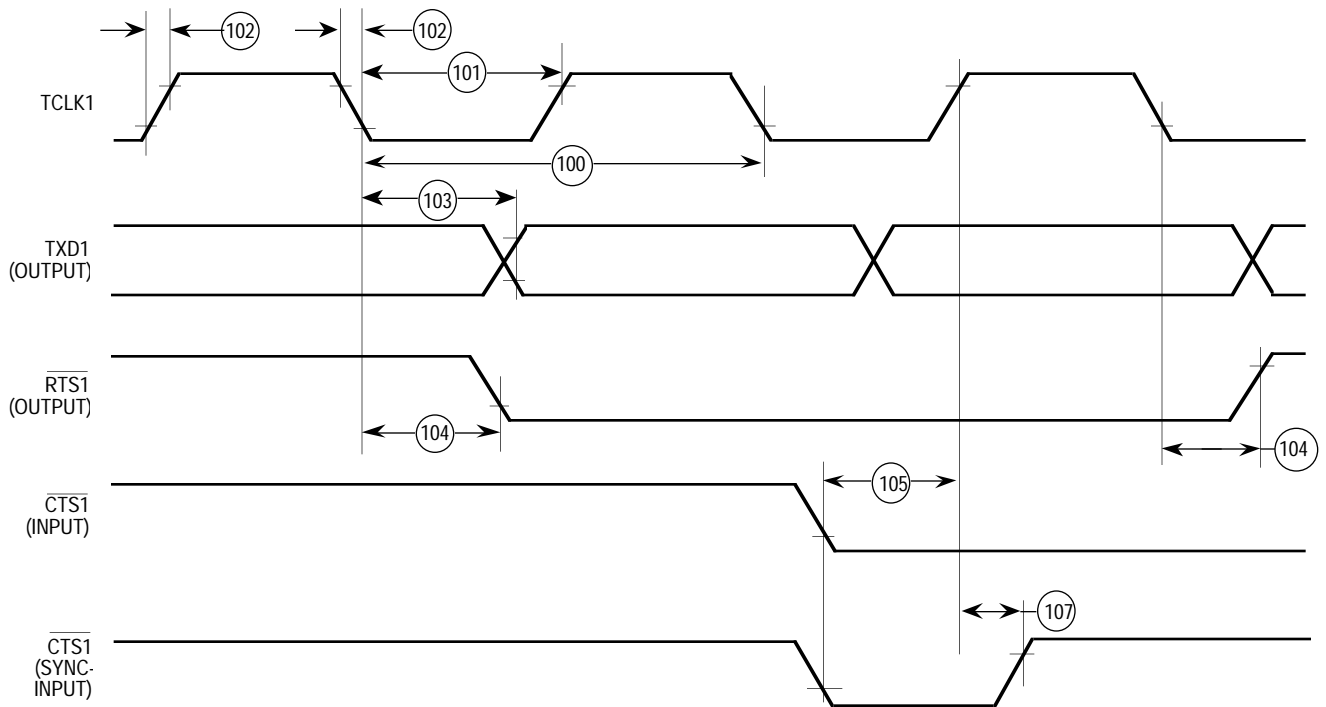 102
102
101
TCLK1
100
103
TXD1
(OUTPUT)
RTS1
(OUTPUT)
104
104
CTS1
(INPUT)
105
107
CTS1
(SYNC-
INPUT)